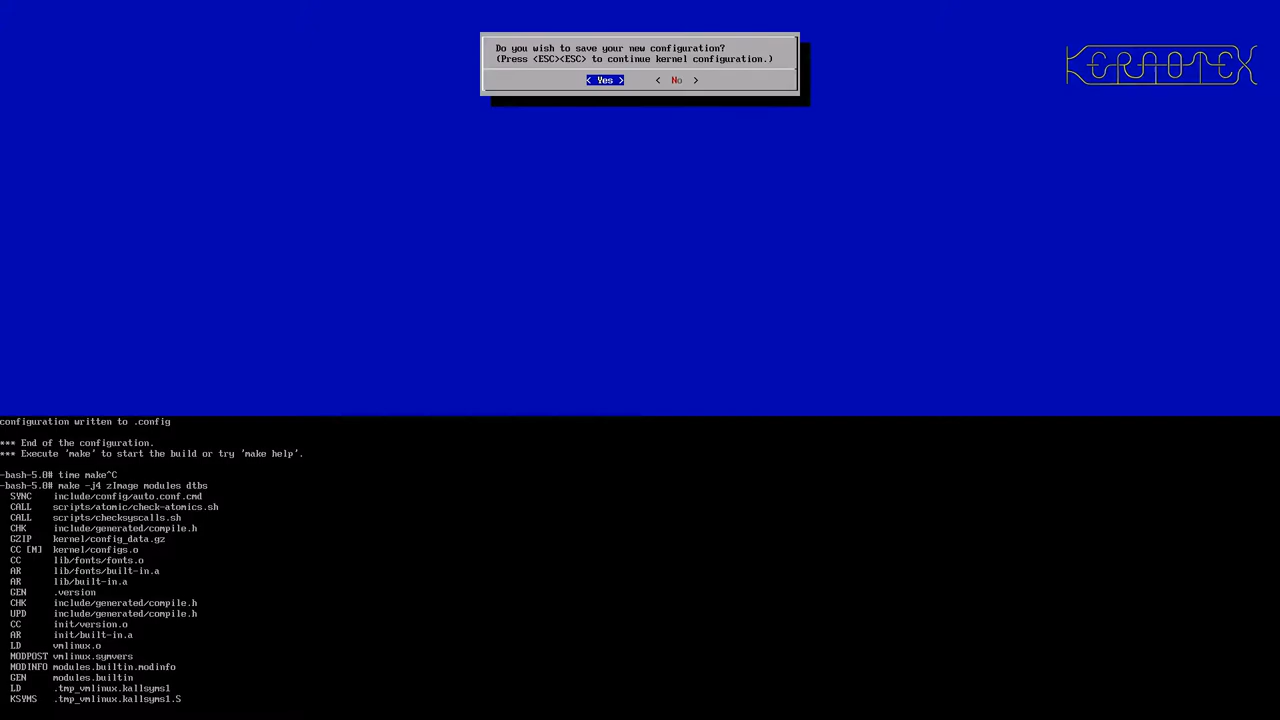 Do you wish to save your new configuration?
(Press <ESC><ESC> to continue kernel configuration.)
< Yes > < No >
KERNOTEX
configuration written to .config
*** End of the configuration.
*** Execute 'make' to start the build or try 'make help'.
-bash-5.0# time make^C
-bash-5.0# make -j4 zImage modules dtbs
SYNC include/config/auto.conf.cmd
CALL scripts/atomic/check-atomics.sh
CALL scripts/checksyscalls.sh
CHK include/generated/compile.h
GZIP kernel/config_data.gz
CC [M] kernel/configs.o
CC lib/fonts/fonts.o
AR lib/fonts/built-in.a
AR lib/built-in.a
GEN .version
CHK include/generated/compile.h
UPD include/generated/compile.h
CC init/version.o
AR init/built-in.a
LD vmlinux.o
MODPOST vmlinux.symvers
MODINFO modules.builtin.modinfo
GEN modules.builtin
LD .tmp_vmlinux.kallsyms1
KSYMS .tmp_vmlinux.kallsyms1.S